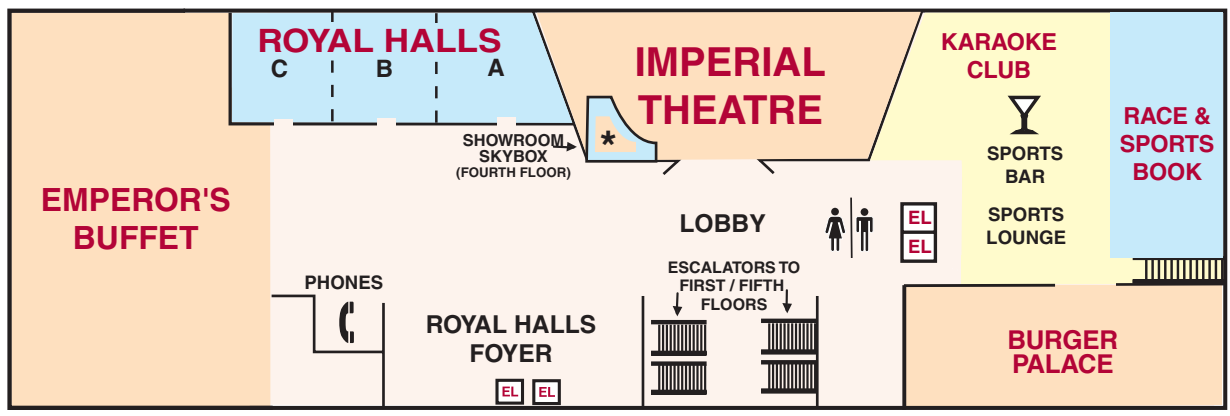 ROYAL HALLS
C B A
IMPERIAL
THEATRE
KARAOKE
CLUB
SPORTS
BAR
SPORTS
LOUNGE
RACE &
SPORTS
BOOK
SHOWROOM
SKYBOX
(FOURTH FLOOR)
*
EMPEROR'S
BUFFET
LOBBY
EL
EL
PHONES
ESCALATORS TO
FIRST / FIFTH
FLOORS
ROYAL HALLS
FOYER
EL EL
BURGER
PALACE